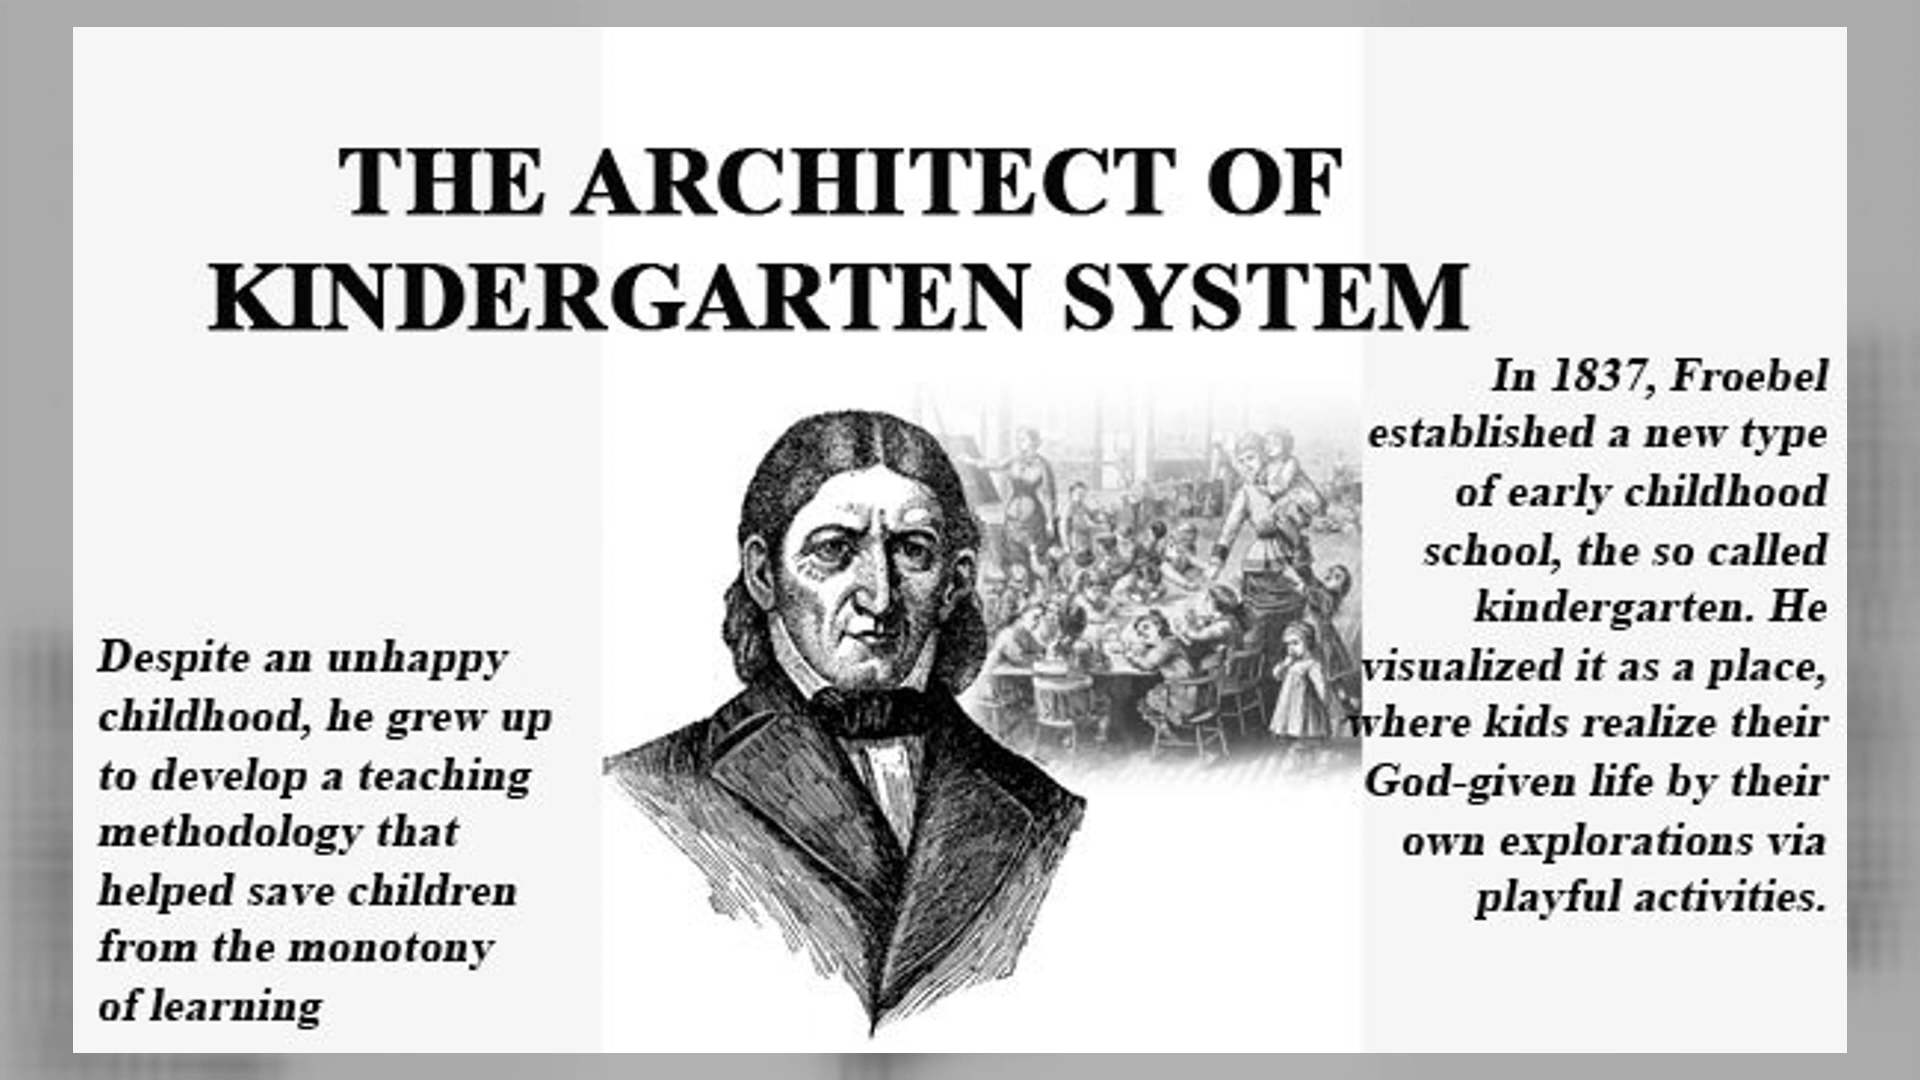 THE ARCHITECT OF
KINDERGARTEN SYSTEM
Despite an unhappy
childhood, he grew up
to develop a teaching
methodology that
helped save children
from the monotony
of learning
In 1837, Froebel
established a new type
of early childhood
school, the so called
kindergarten. He
visualized it as a place,
where kids realize their
God-given life by their
own explorations via
playful activities.